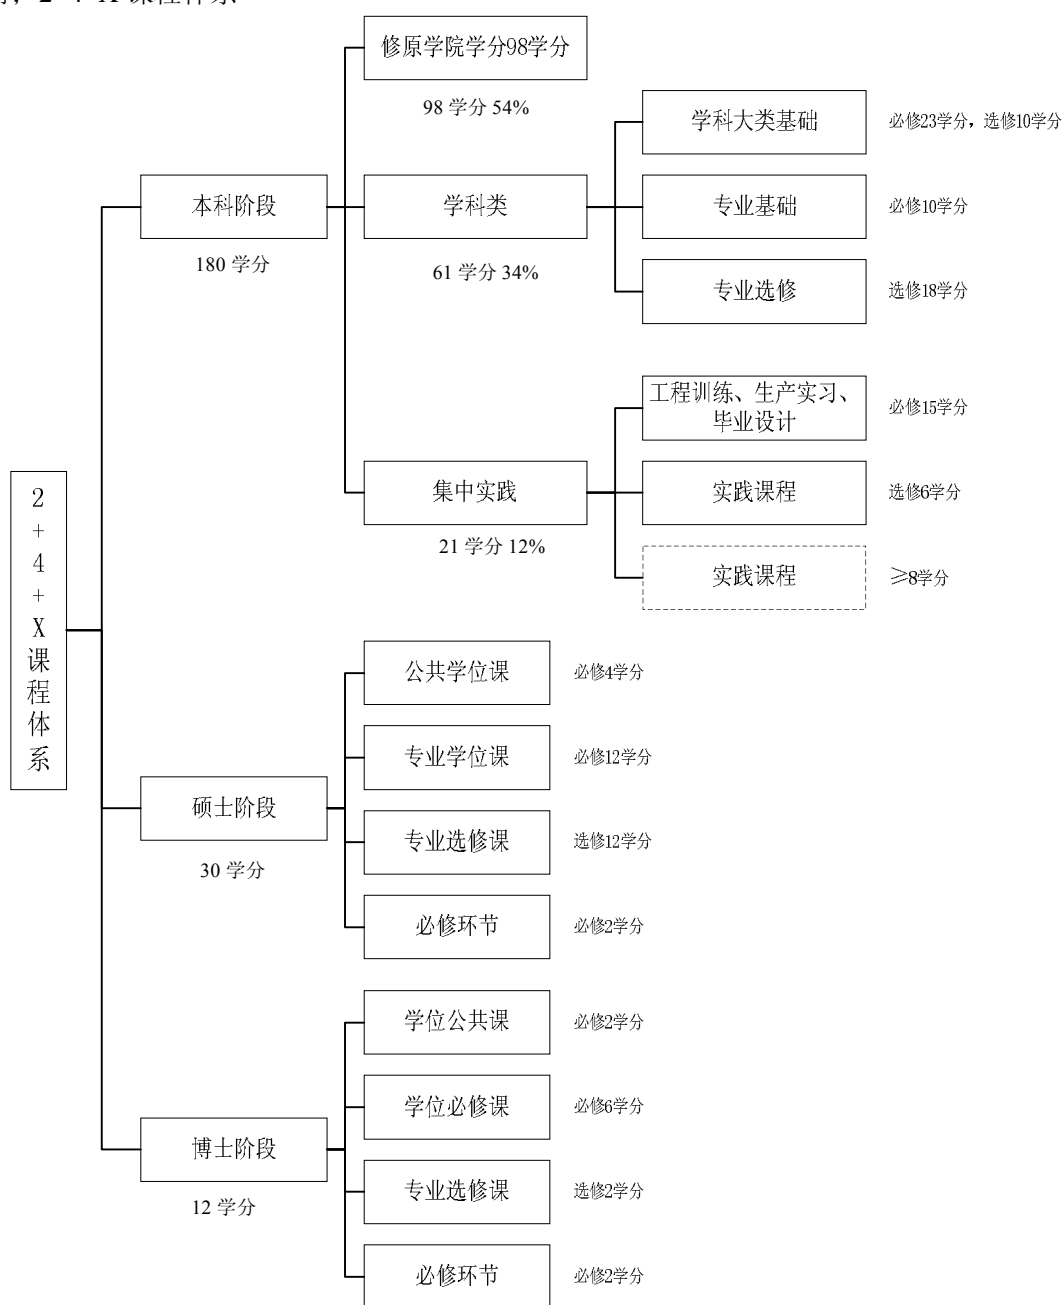 2+4+X 课程体系
修原学院学分98学分
98 学分 54%
学科大类基础
必修23学分，选修10学分
本科阶段
180 学分
学科类
61 学分 34%
专业基础
必修10学分
专业选修
选修18学分
工程训练、生产实习、
毕业设计
必修15学分
集中实践
21 学分 12%
实践课程
选修6学分
实践课程
≥8学分
2
+
4
+
X
课
程
体
系
公共学位课
必修4学分
专业学位课
必修12学分
硕士阶段
30 学分
专业选修课
选修12学分
必修环节
必修2学分
学位公共课
必修2学分
学位必修课
必修6学分
博士阶段
12 学分
专业选修课
选修2学分
必修环节
必修2学分